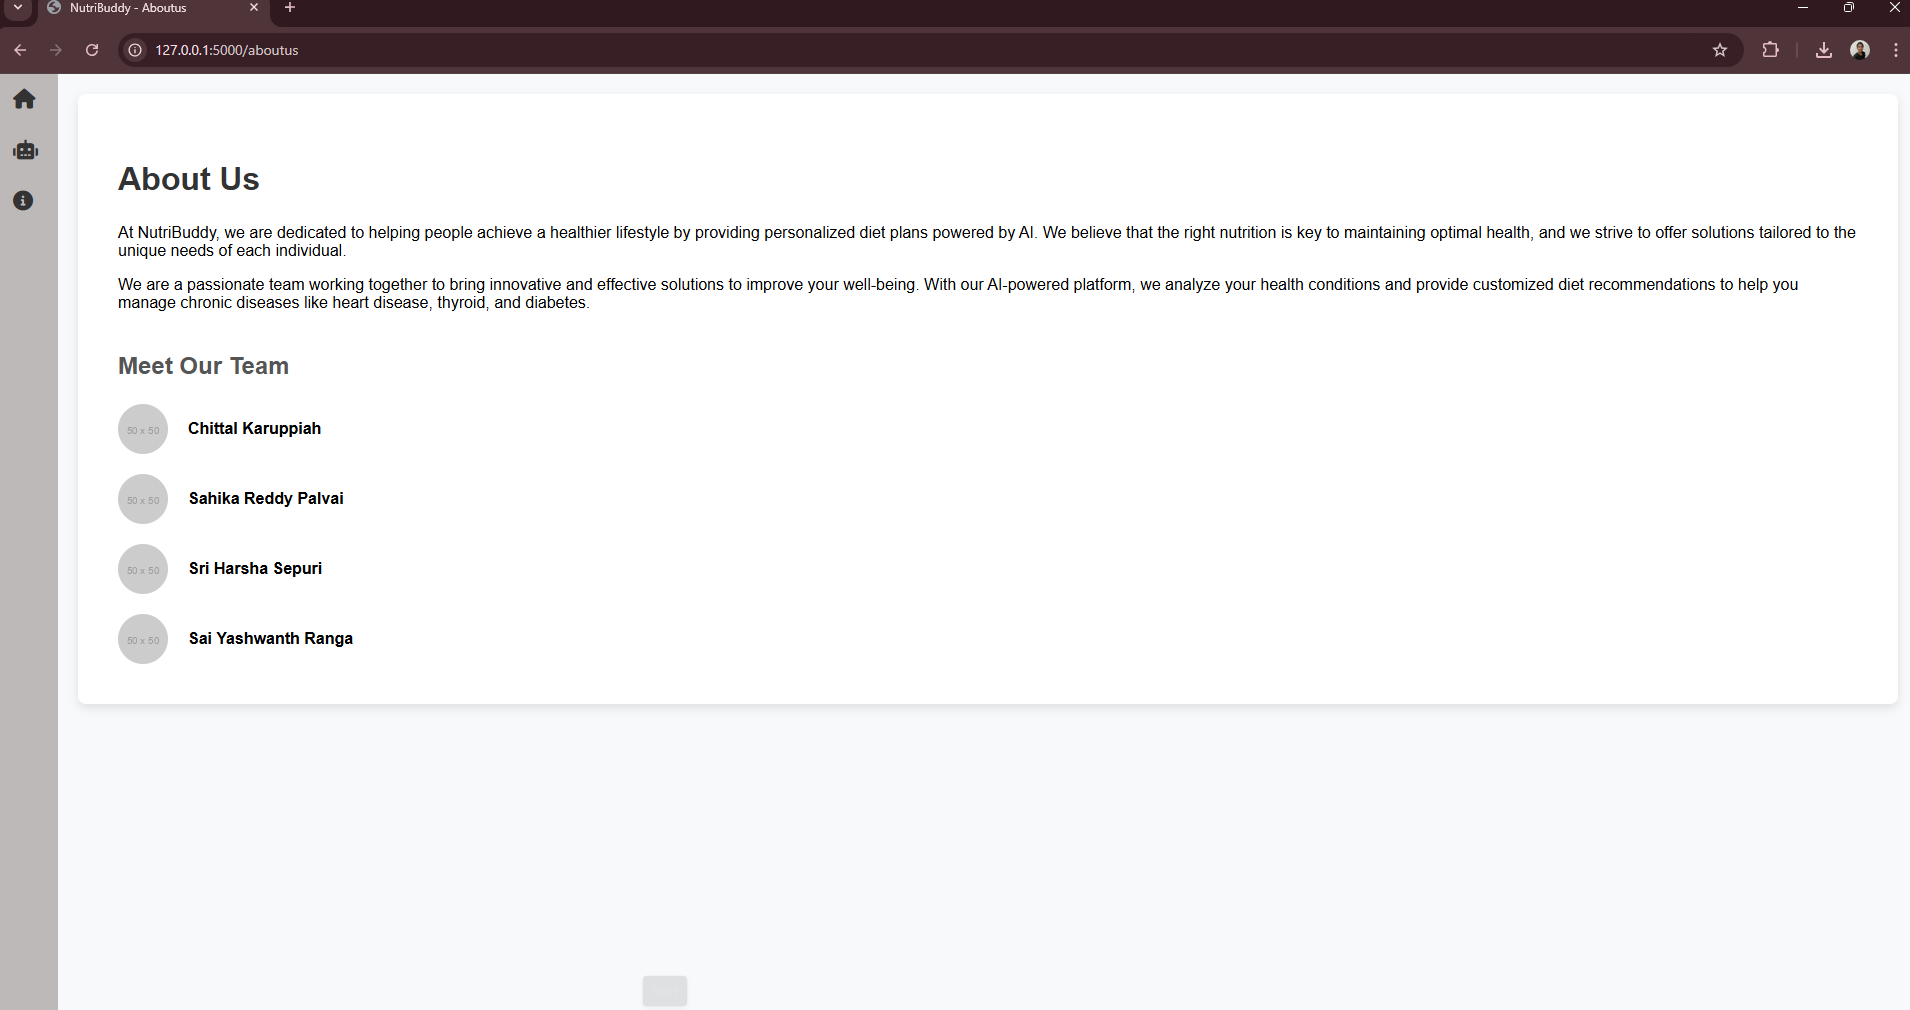 NutriBuddy - Aboutus
127.0.0.1:5000/aboutus
About Us
At NutriBuddy, we are dedicated to helping people achieve a healthier lifestyle by providing personalized diet plans powered by AI. We believe that the right nutrition is key to maintaining optimal health, and we strive to offer solutions tailored to the
unique needs of each individual.
We are a passionate team working together to bring innovative and effective solutions to improve your well-being. With our AI-powered platform, we analyze your health conditions and provide customized diet recommendations to help you
manage chronic diseases like heart disease, thyroid, and diabetes.
Meet Our Team
50 x 50
Chittal Karuppiah
50 x 50
Sahika Reddy Palvai
50 x 50
Sri Harsha Sepuri
50 x 50
Sai Yashwanth Ranga